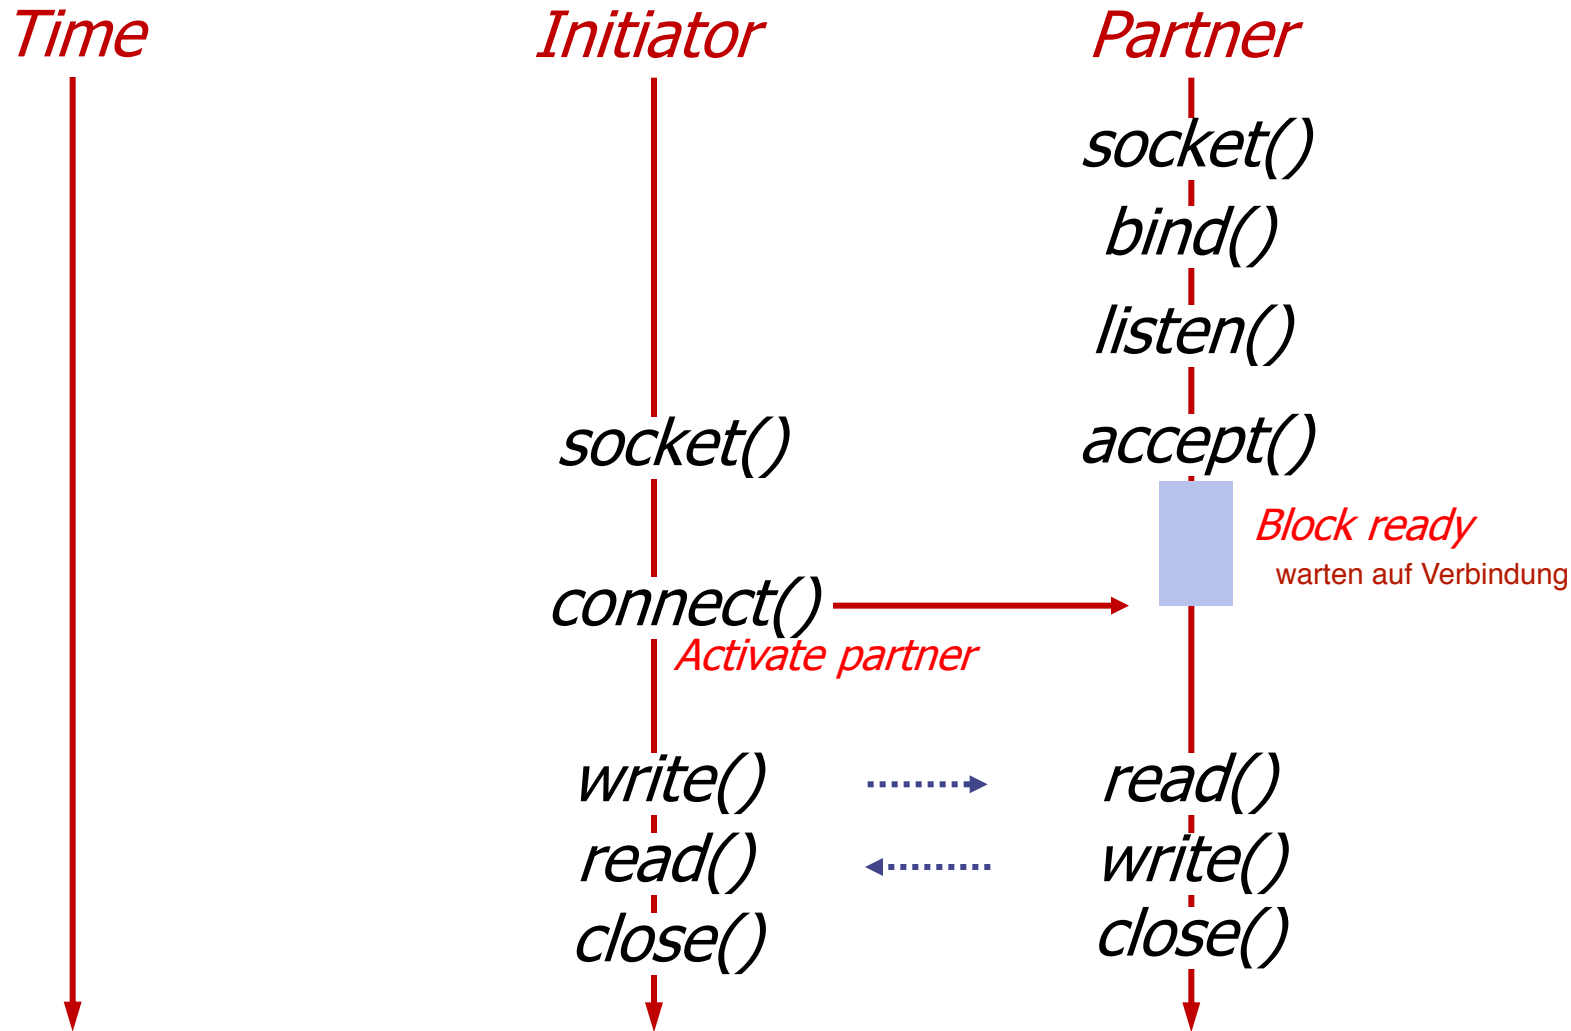 Time Initiator Partner
socket()
bind()
listen()
socket() accept()
Block ready
warten auf Verbindung
connect()
Activate partner
write() read()
read() write()
close() close()